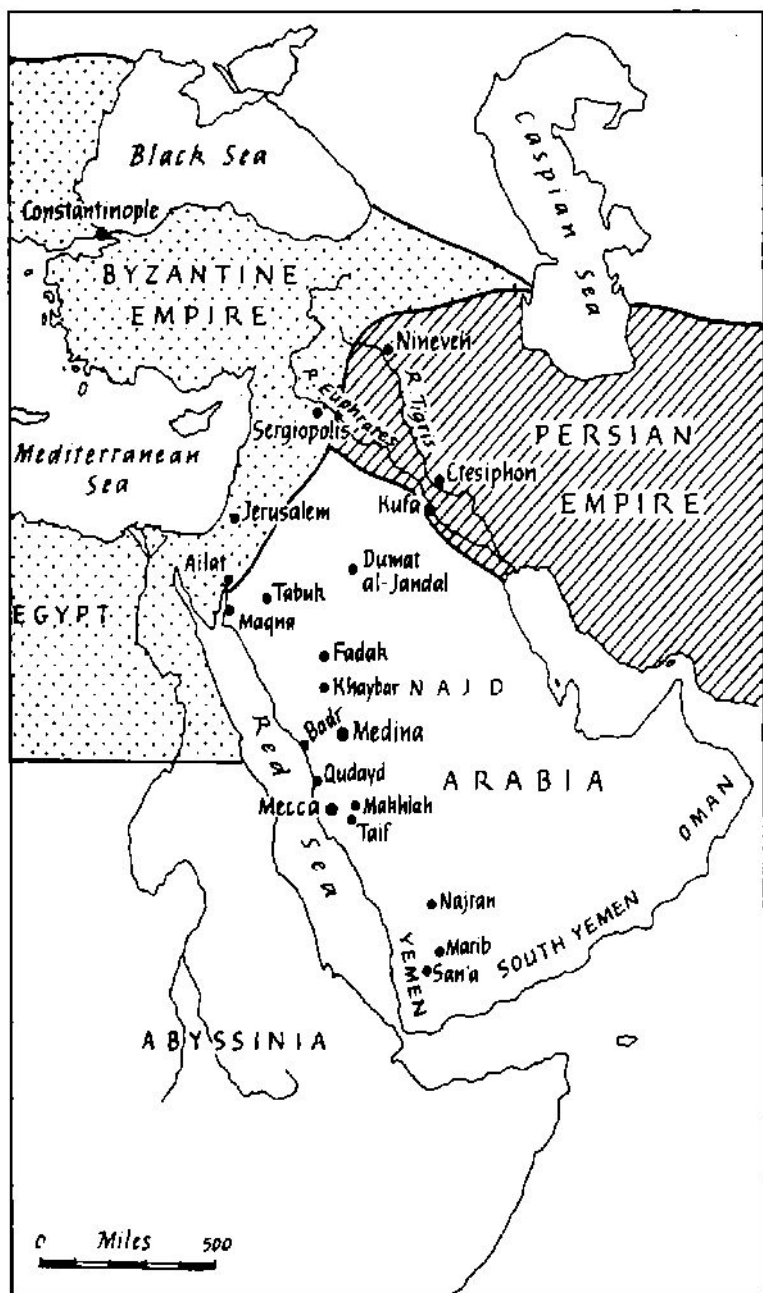 Black Sea
Caspian Sea
Constantinople
BYZANTINE
EMPIRE
Nineveh
R. Tigris
R. Euphrates
Sergiopolis
PERSIAN
EMPIRE
Mediterranean
Sea
Ctesiphon
Kufa
Jerusalem
Ailat
Dumat
al-Jandal
Tabuk
Maqna
EGYPT
Fadak
Khaybar
NAJD
Badr
Medina
Red Sea
Qudayd
ARABIA
Mecca
Makhlah
Taif
OMAN
Najran
Marib
San'a
YEMEN
SOUTH YEMEN
ABYSSINIA
0 Miles 500